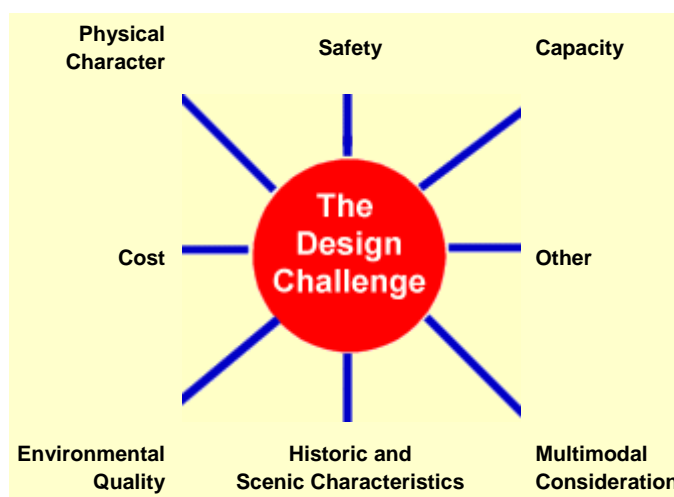 Physical
Character
Safety
Capacity
The
Design
Challenge
Cost
Other
Environmental
Quality
Historic and
Scenic Characteristics
Multimodal
Consideration